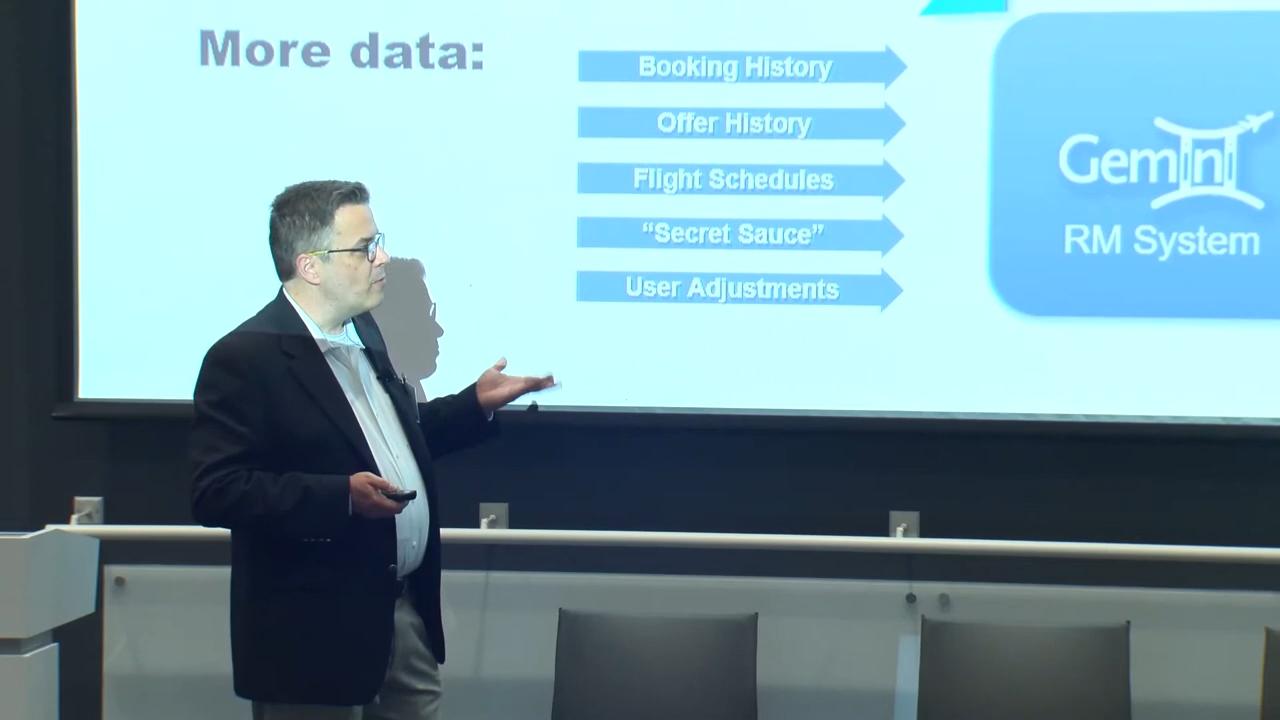 More data:
Booking History
Offer History
Flight Schedules
“Secret Sauce”
User Adjustments
Gemini
RM System